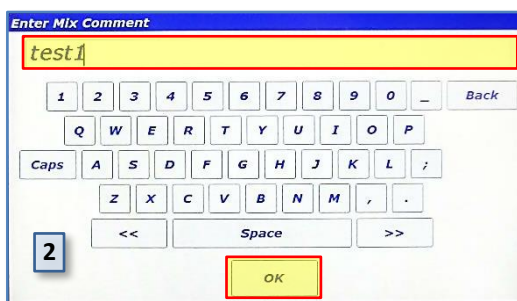 Enter Mix Comment
test1
1 2 3 4 5 6 7 8 9 0 _ Back
Q W E R T Y U I O P
Caps A S D F G H J K L ;
Z X C V B N M , .
<< Space >>
2
OK